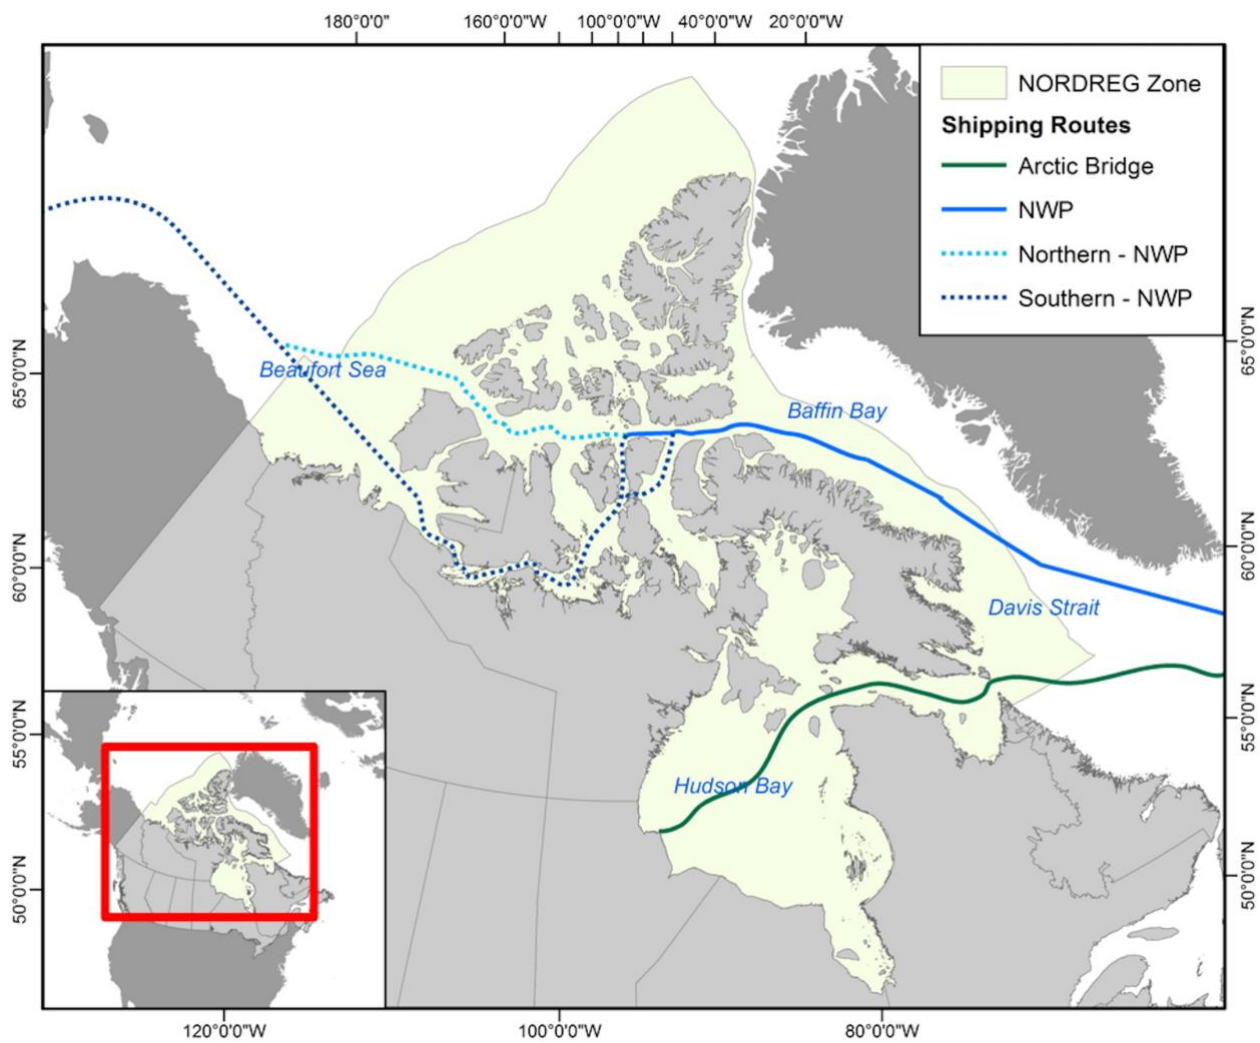 180°0'0"
160°0'0"W
100°0'0"W
40°0'0"W
20°0'0"W
NORDREG Zone
Shipping Routes
Arctic Bridge
NWP
Northern - NWP
Southern - NWP
65°0'0"N
65°0'0"N
Beaufort Sea
Baffin Bay
60°0'0"N
60°0'0"N
Davis Strait
55°0'0"N
55°0'0"N
Hudson Bay
50°0'0"N
50°0'0"N
120°0'0"W
100°0'0"W
80°0'0"W